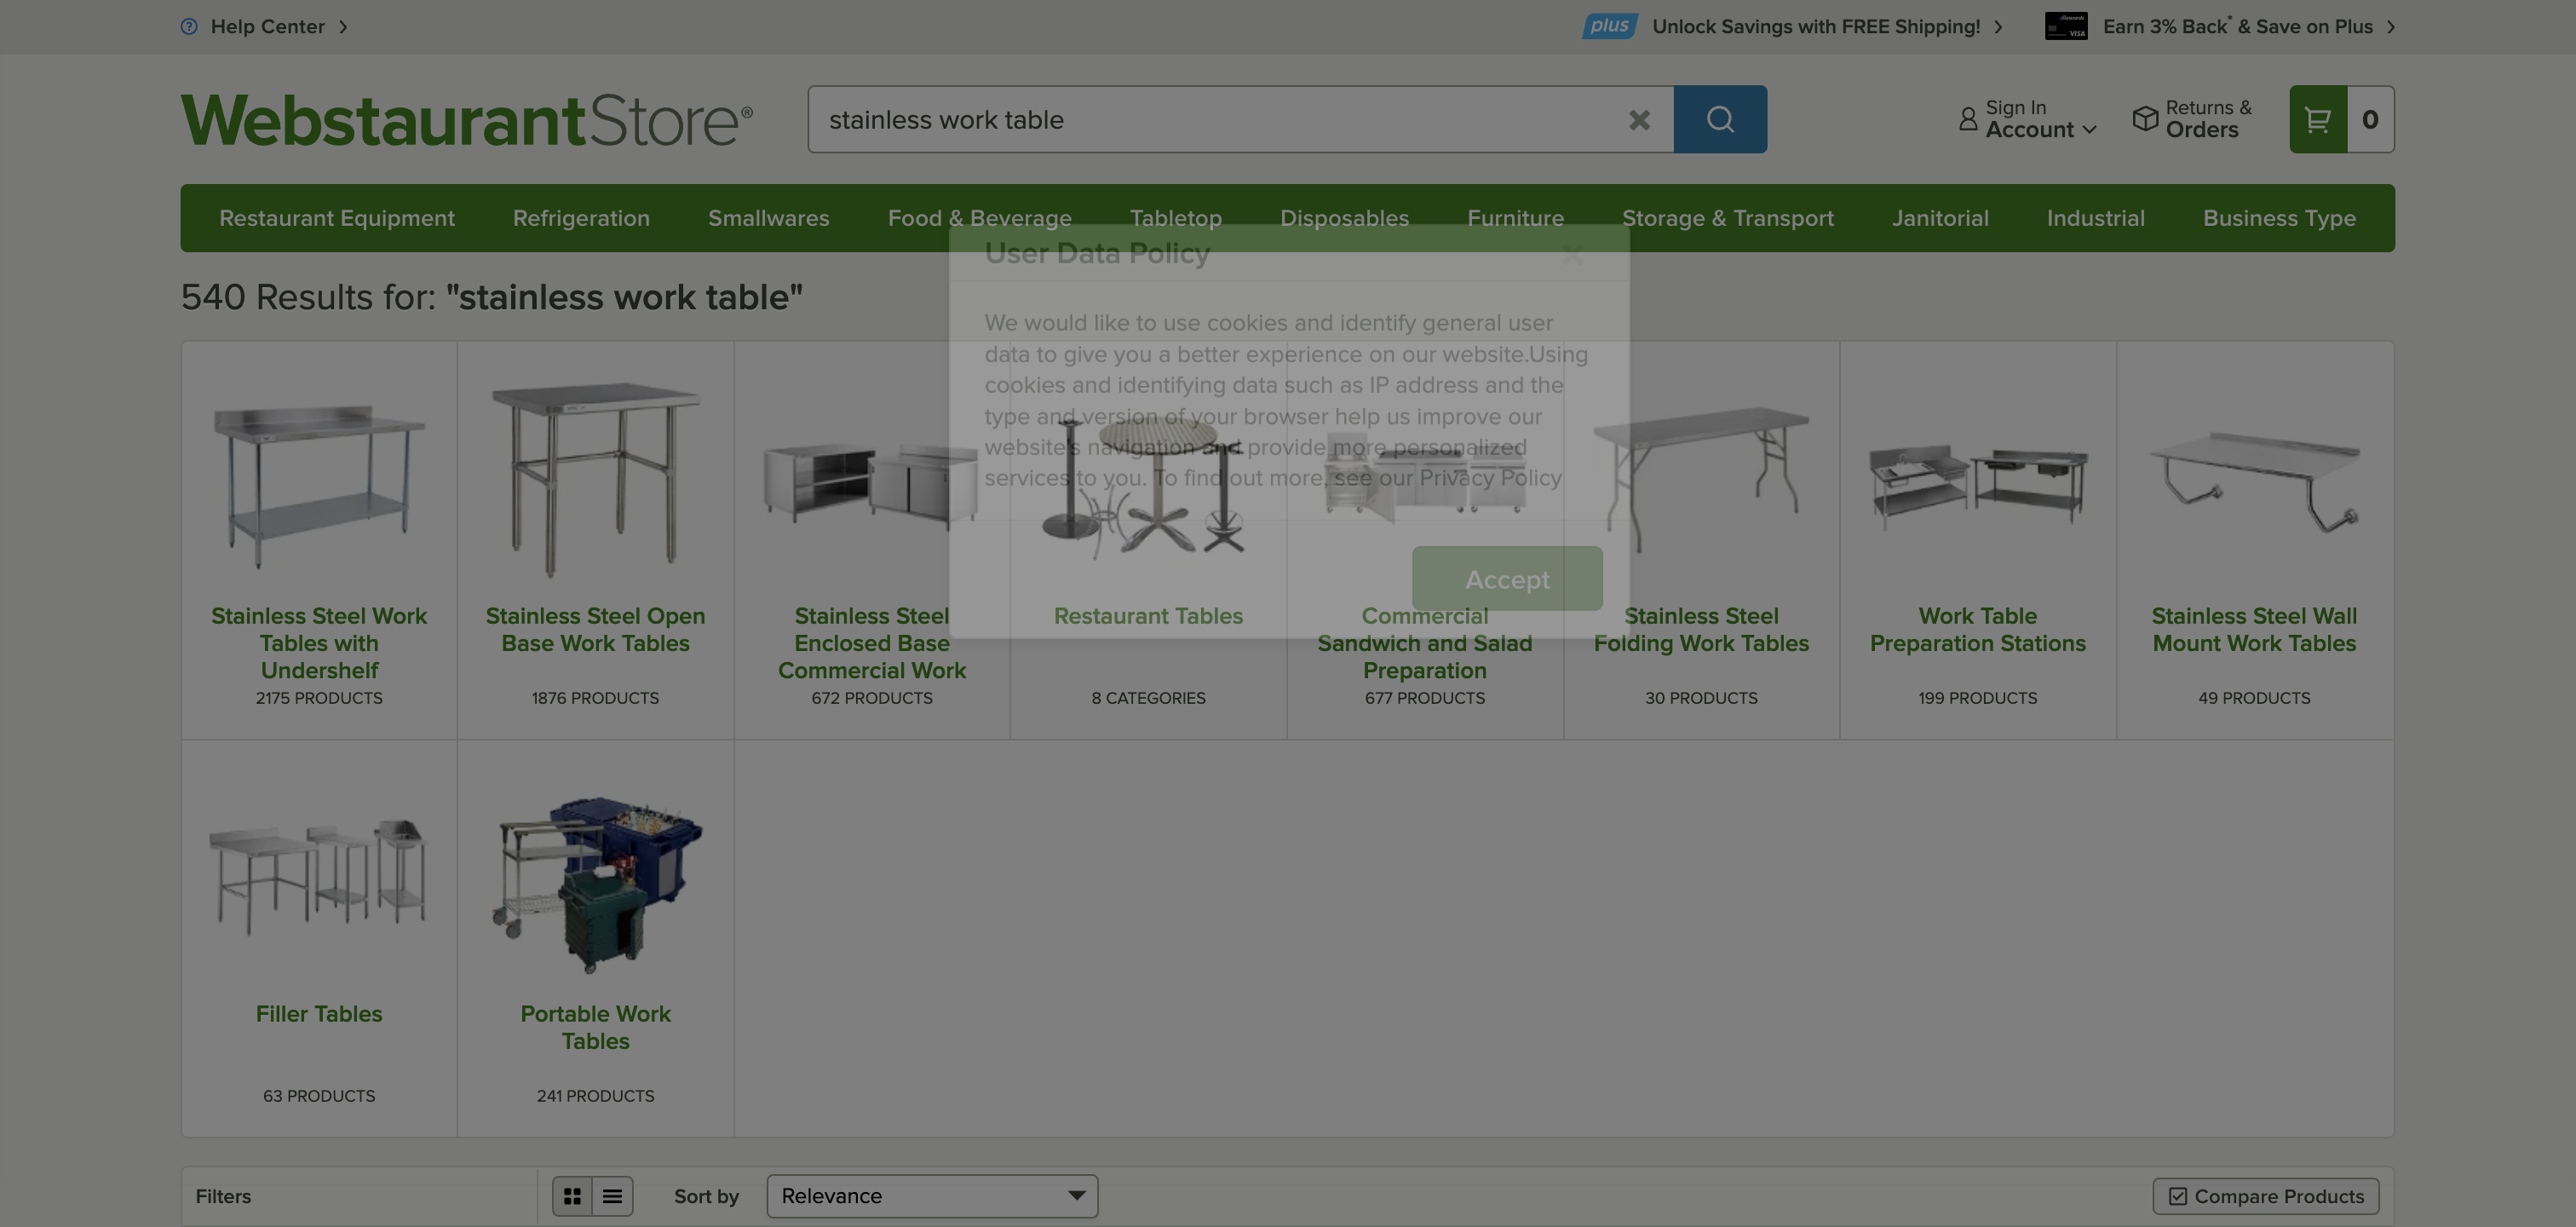 Help Center
plus Unlock Savings with FREE Shipping!
Earn 3% Back* & Save on Plus
WebstaurantStore®
stainless work table
Sign In
Account
Returns &
Orders
0
Restaurant Equipment Refrigeration Smallwares Food & Beverage Tabletop Disposables Furniture Storage & Transport Janitorial Industrial Business Type
540 Results for: "stainless work table"
User Data Policy
We would like to use cookies and identify general user
data to give you a better experience on our website.Using
cookies and identifying data such as IP address and the
type and version of your browser help us improve our
website's navigation and provide more personalized
services to you. To find out more, see our Privacy Policy
Accept
Stainless Steel Work
Tables with
Undershelf
2175 PRODUCTS
Stainless Steel Open
Base Work Tables
1876 PRODUCTS
Stainless Steel
Enclosed Base
Commercial Work
672 PRODUCTS
Restaurant Tables
8 CATEGORIES
Commercial
Sandwich and Salad
Preparation
677 PRODUCTS
Stainless Steel
Folding Work Tables
30 PRODUCTS
Work Table
Preparation Stations
199 PRODUCTS
Stainless Steel Wall
Mount Work Tables
49 PRODUCTS
Filler Tables
63 PRODUCTS
Portable Work
Tables
241 PRODUCTS
Filters
Sort by
Relevance
Compare Products